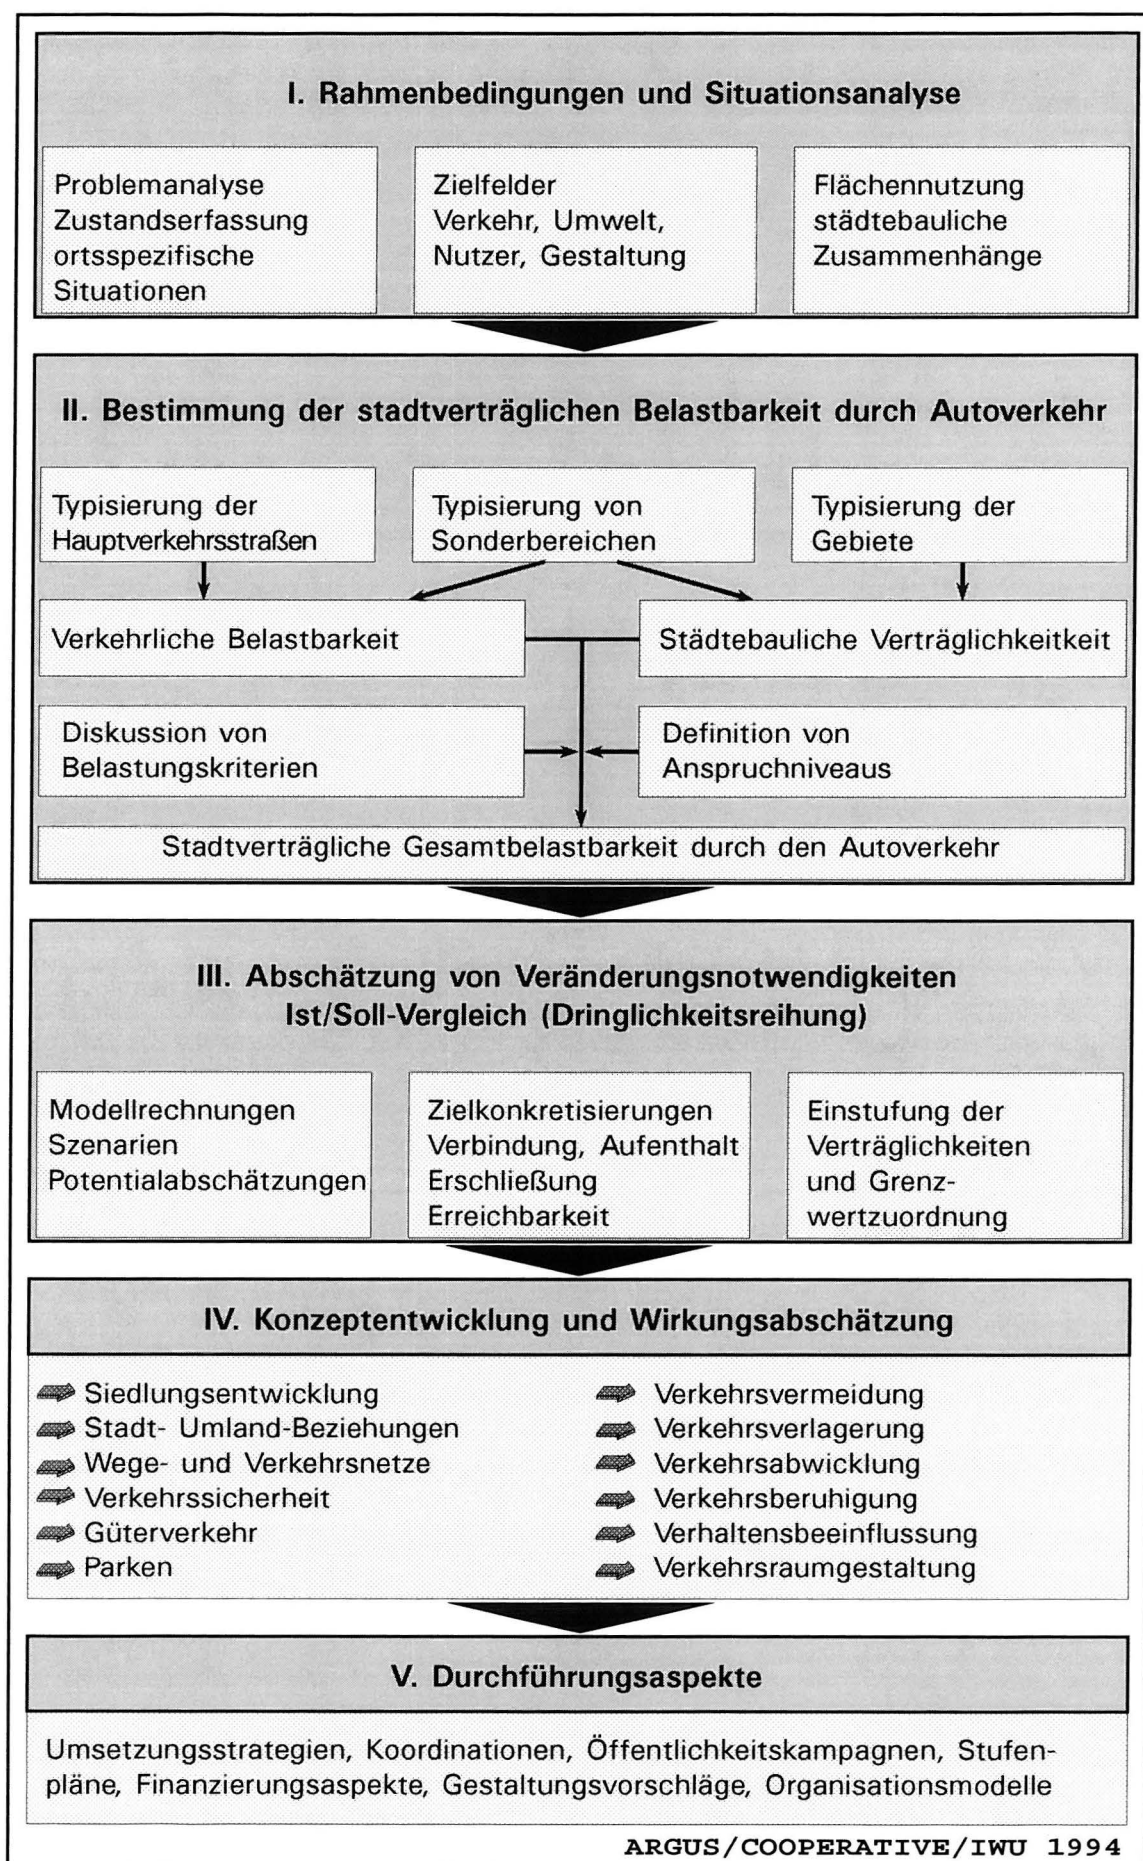 I. Rahmenbedingungen und Situationsanalyse
Problemanalyse
Zustandserfassung
ortsspezifische
Situationen
Zielfelder
Verkehr, Umwelt,
Nutzer, Gestaltung
Flächennutzung
städtebauliche
Zusammenhänge
II. Bestimmung der stadtverträglichen Belastbarkeit durch Autoverkehr
Typisierung der
Hauptverkehrsstraßen
Typisierung von
Sonderbereichen
Typisierung der
Gebiete
Verkehrliche Belastbarkeit
Städtebauliche Verträglichkeitkeit
Diskussion von
Belastungskriterien
Definition von
Anspruchniveaus
Stadtverträgliche Gesamtbelastbarkeit durch den Autoverkehr
III. Abschätzung von Veränderungsnotwendigkeiten
Ist/Soll-Vergleich (Dringlichkeitsreihung)
Modellrechnungen
Szenarien
Potentialabschätzungen
Zielkonkretisierungen
Verbindung, Aufenthalt
Erschließung
Erreichbarkeit
Einstufung der
Verträglichkeiten
und Grenz-
wertzuordnung
IV. Konzeptentwicklung und Wirkungsabschätzung
Siedlungsentwicklung
Stadt- Umland-Beziehungen
Wege- und Verkehrsnetze
Verkehrssicherheit
Güterverkehr
Parken
Verkehrsvermeidung
Verkehrsverlagerung
Verkehrsabwicklung
Verkehrsberuhigung
Verhaltensbeeinflussung
Verkehrsraumgestaltung
V. Durchführungsaspekte
Umsetzungsstrategien, Koordinationen, Öffentlichkeitskampagnen, Stufen-
pläne, Finanzierungsaspekte, Gestaltungsvorschläge, Organisationsmodelle
ARGUS/COOPERATIVE/IWU 1994